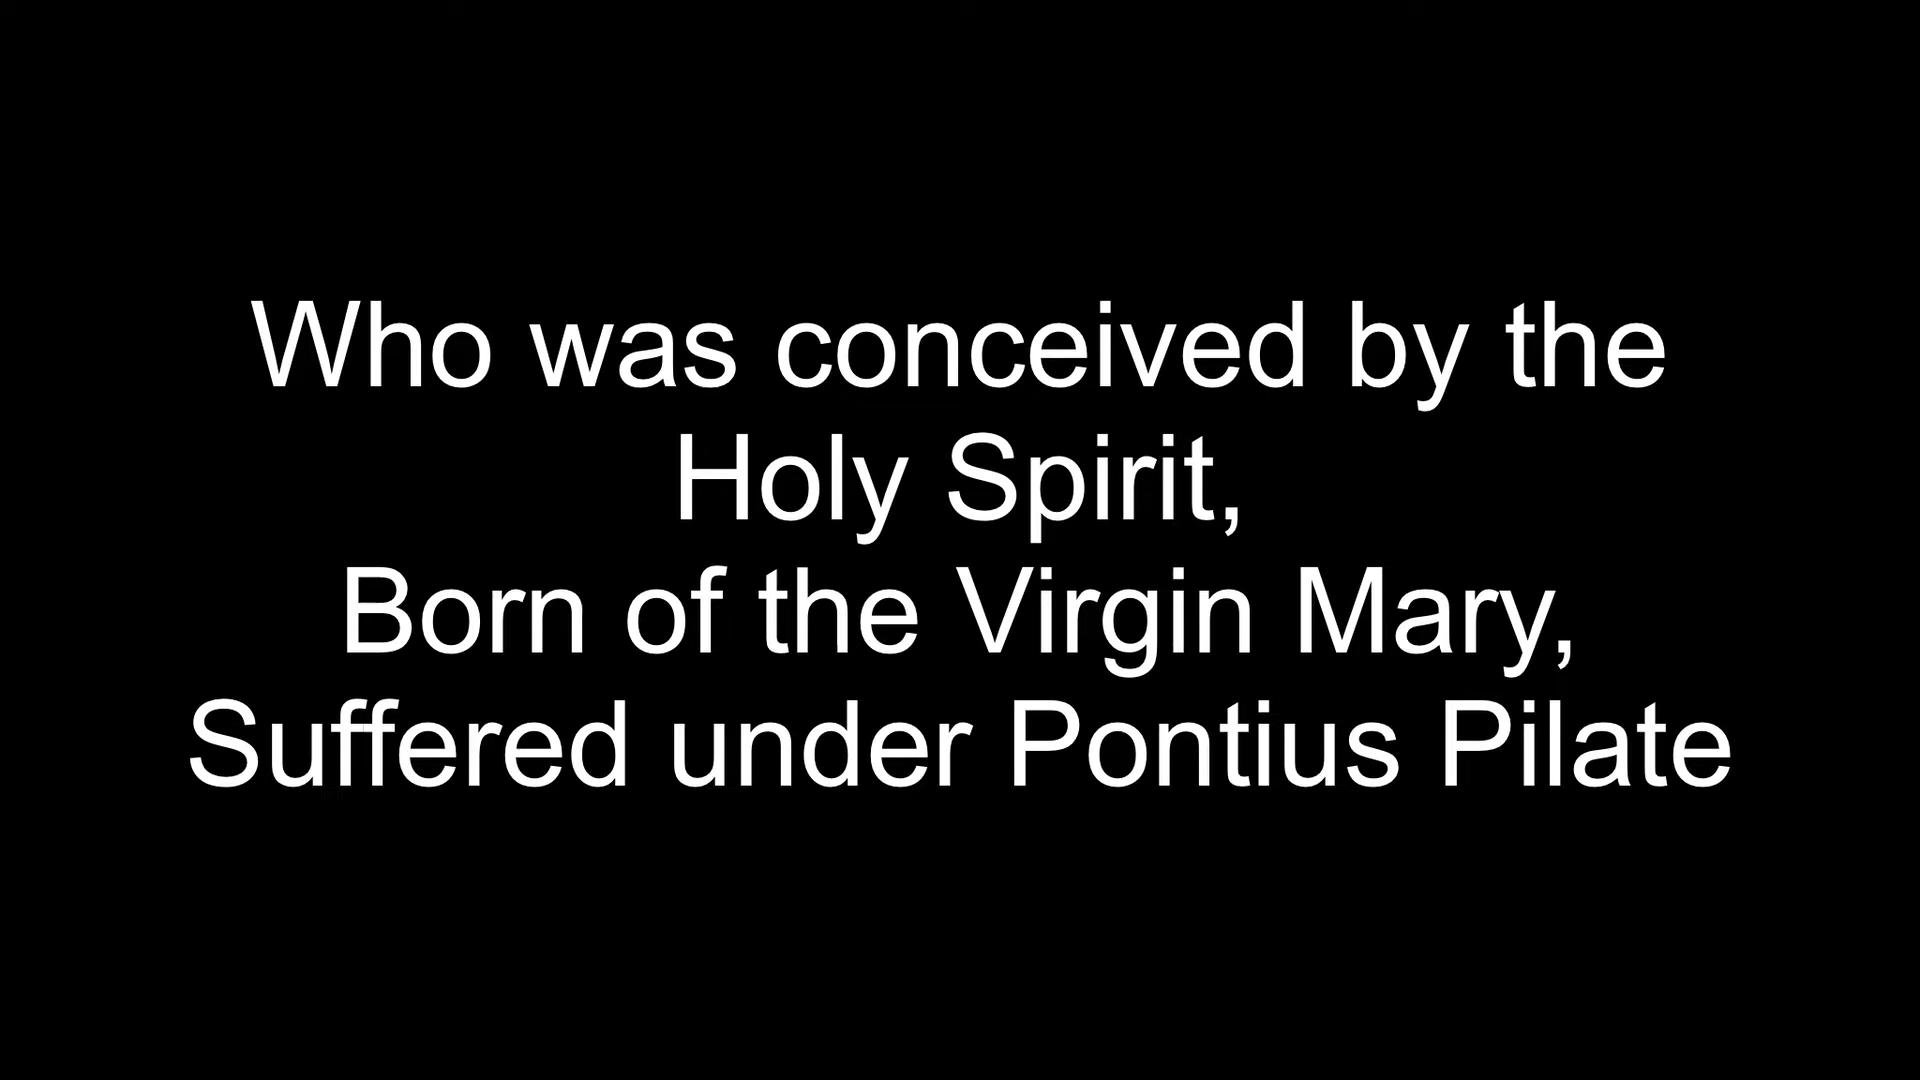 Who was conceived by the
Holy Spirit,
Born of the Virgin Mary,
Suffered under Pontius Pilate